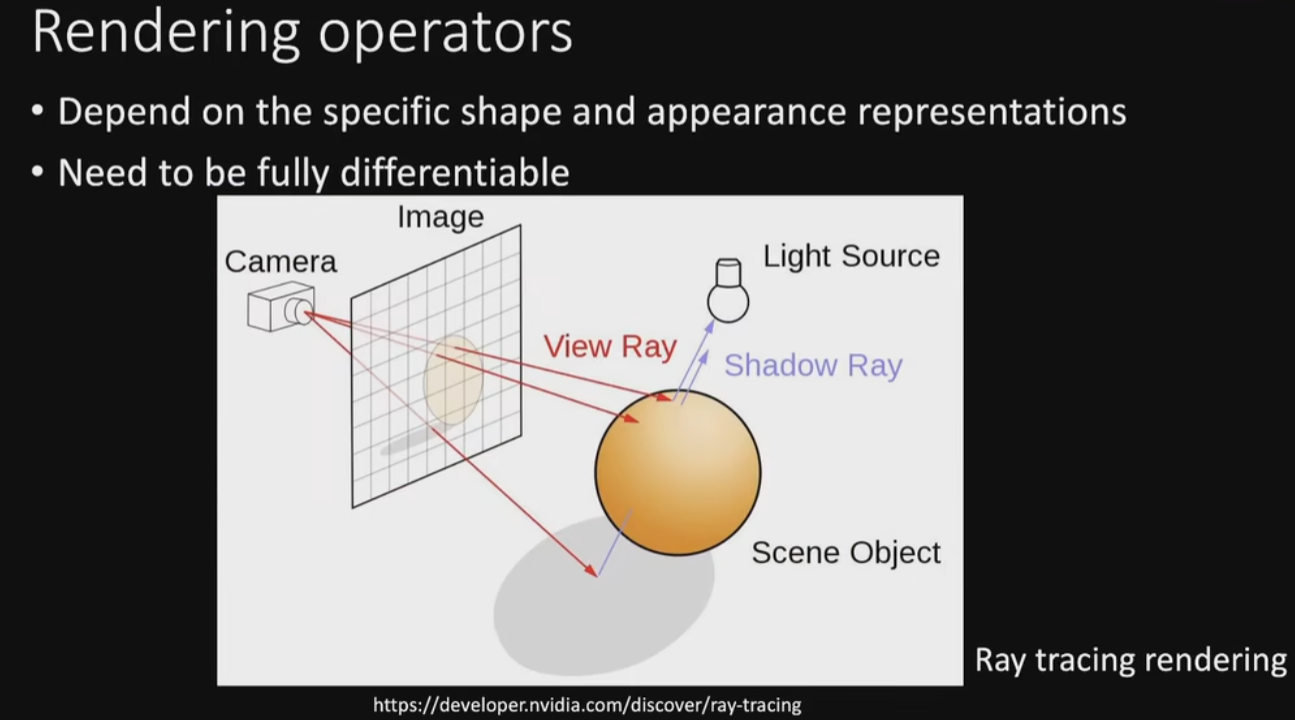 Rendering operators
• Depend on the specific shape and appearance representations
• Need to be fully differentiable
Image
Camera
Light Source
View Ray
Shadow Ray
Scene Object
Ray tracing rendering
https://developer.nvidia.com/discover/ray-tracing